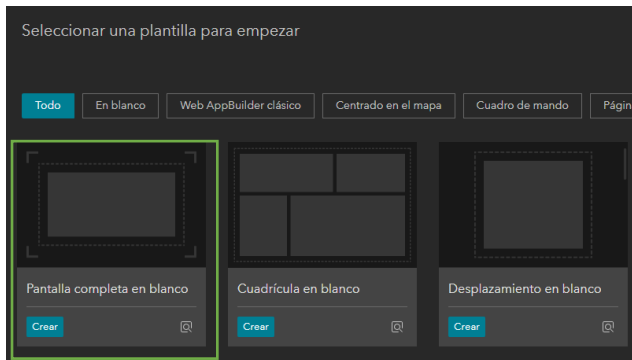 Seleccionar una plantilla para empezar
Todo En blanco Web AppBuilder clásico Centrado en el mapa Cuadro de mando Págin
Pantalla completa en blanco Cuadrícula en blanco Desplazamiento en blanco
Crear Crear Crear